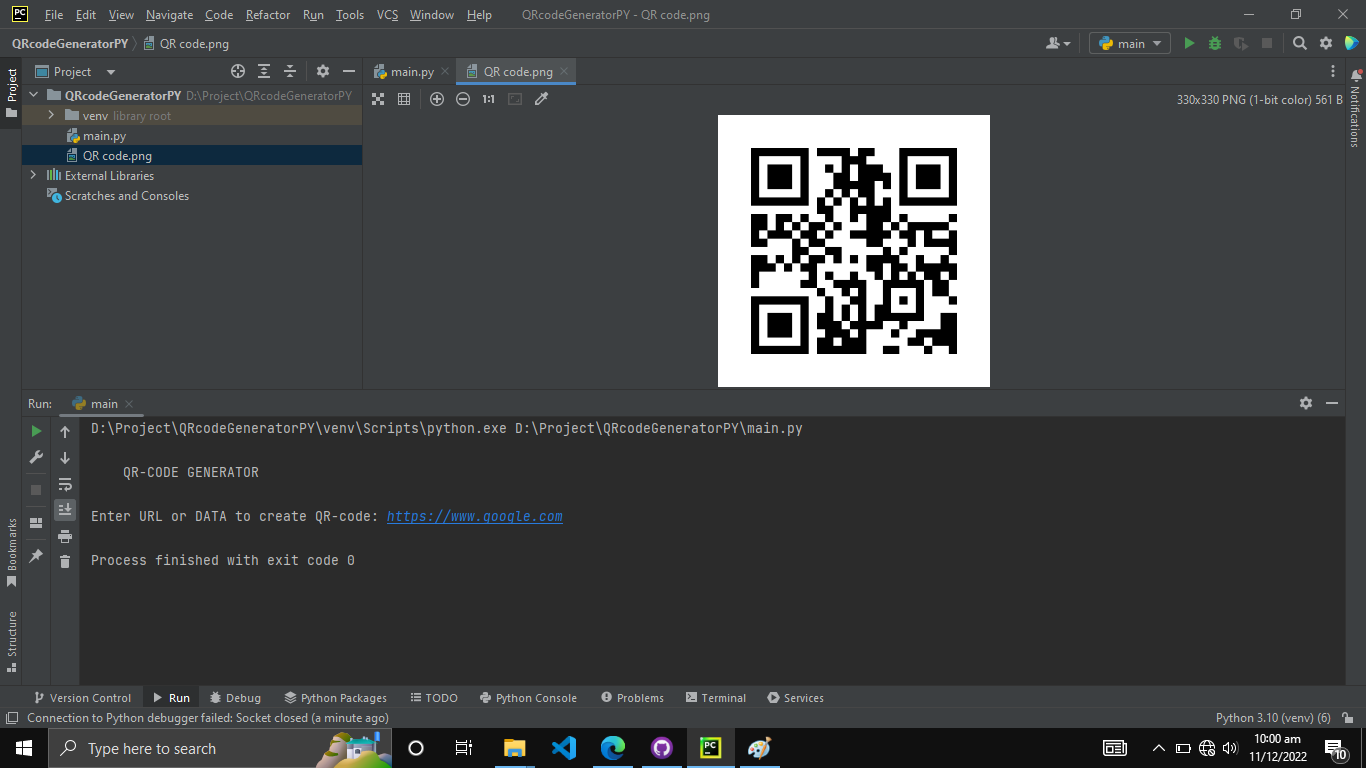 PC File Edit View Navigate Code Refactor Run Tools VCS Window Help QRcodeGeneratorPY - QR code.png
QRcodeGeneratorPY QR code.png main
Project main.py QR code.png
Project
QRcodeGeneratorPY D:\Project\QRcodeGeneratorPY
1:1 330x330 PNG (1-bit color) 561 B
venv library root
main.py
QR code.png
External Libraries
Scratches and Consoles
Notifications
Run: main
D:\Project\QRcodeGeneratorPY\venv\Scripts\python.exe D:\Project\QRcodeGeneratorPY\main.py
QR-CODE GENERATOR
Enter URL or DATA to create QR-code: https://www.google.com
Process finished with exit code 0
Bookmarks
Structure
Version Control Run Debug Python Packages TODO Python Console Problems Terminal Services
Connection to Python debugger failed: Socket closed (a minute ago) Python 3.10 (venv) (6)
Type here to search PC 10:00 am
11/12/2022 10